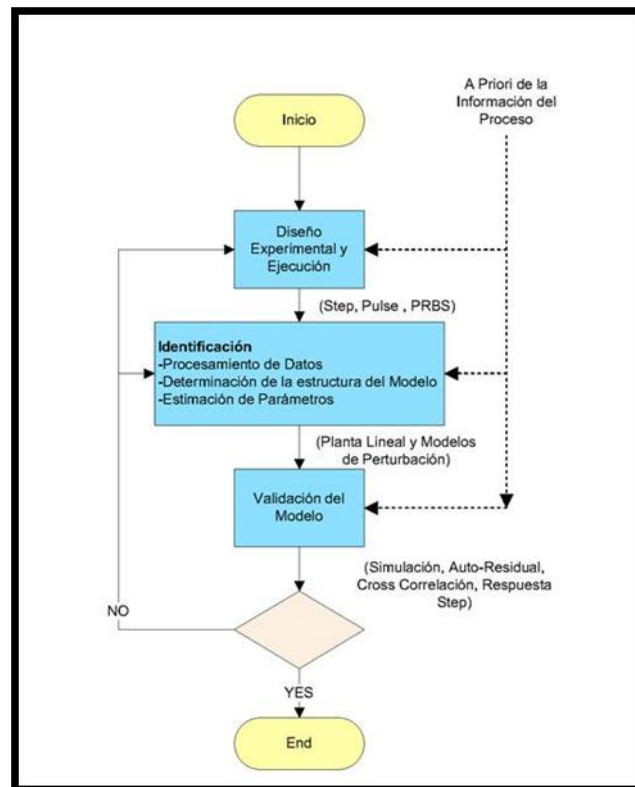 A Priori de la
Información del
Proceso
Inicio
Diseño
Experimental y
Ejecución
(Step, Pulse , PRBS)
Identificación
-Procesamiento de Datos
-Determinación de la estructura del Modelo
-Estimación de Parámetros
(Planta Lineal y Modelos
de Perturbación)
Validación del
Modelo
(Simulación, Auto-Residual,
Cross Correlación, Respuesta
Step)
NO
YES
End